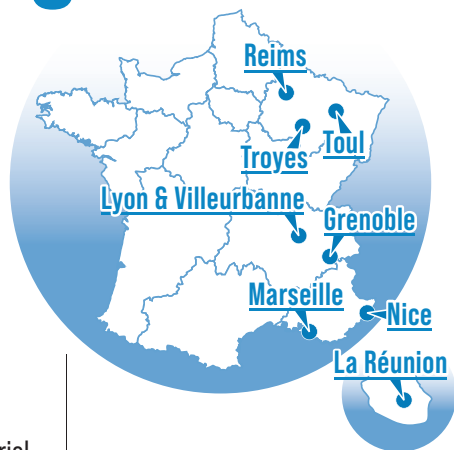 Reims
Toul
Troyes
Lyon & Villeurbanne
Grenoble
Marseille
Nice
La Réunion